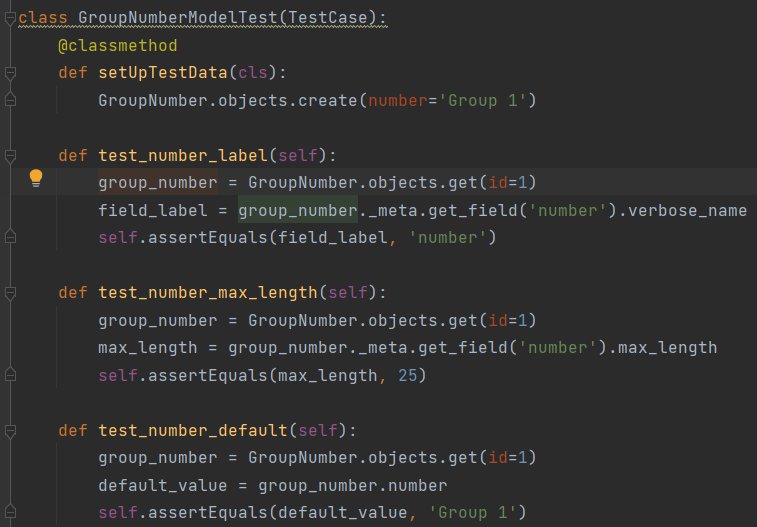 class GroupNumberModelTest(TestCase):
    @classmethod
    def setUpTestData(cls):
        GroupNumber.objects.create(number='Group 1')

    def test_number_label(self):
        group_number = GroupNumber.objects.get(id=1)
        field_label = group_number._meta.get_field('number').verbose_name
        self.assertEquals(field_label, 'number')

    def test_number_max_length(self):
        group_number = GroupNumber.objects.get(id=1)
        max_length = group_number._meta.get_field('number').max_length
        self.assertEquals(max_length, 25)

    def test_number_default(self):
        group_number = GroupNumber.objects.get(id=1)
        default_value = group_number.number
        self.assertEquals(default_value, 'Group 1')